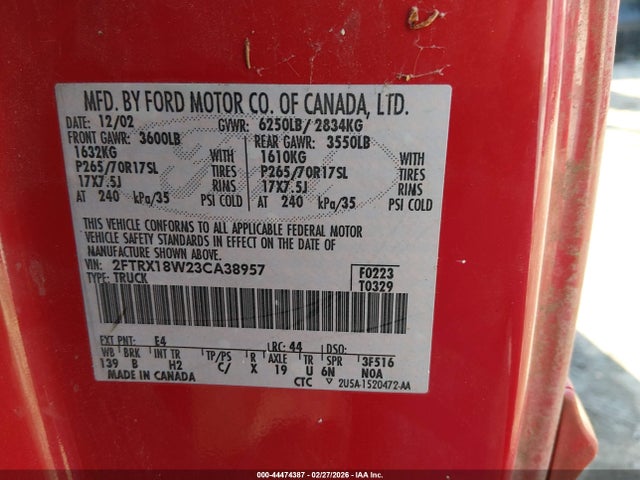 MFD. BY FORD MOTOR CO. OF CANADA, LTD.
DATE: 12/02 GVWR: 6250LB/ 2834KG
FRONT GAWR: 3600LB REAR GAWR: 3550LB
1632KG WITH 1610KG WITH
P265/70R17SL TIRES P265/70R17SL TIRES
17X7.5J RIMS 17X7.5J RIMS
AT 240 kPa/35 PSI COLD AT 240 kPa/35 PSI COLD
THIS VEHICLE CONFORMS TO ALL APPLICABLE FEDERAL MOTOR
VEHICLE SAFETY STANDARDS IN EFFECT ON THE DATE OF
MANUFACTURE SHOWN ABOVE.
VIN: 2FTRX18W23CA38957 F0223
TYPE: TRUCK T0329
EXT PNT: E4 LRC: 44 DSO:
WB BRK INT TR TP/PS R AXLE TR SPR 3F516
139 B H2 C/ X 19 U 6N N0A
MADE IN CANADA CTC ▽ 2USA-1520472-AA
000-44474387 - 02/27/2026 - IAA Inc.